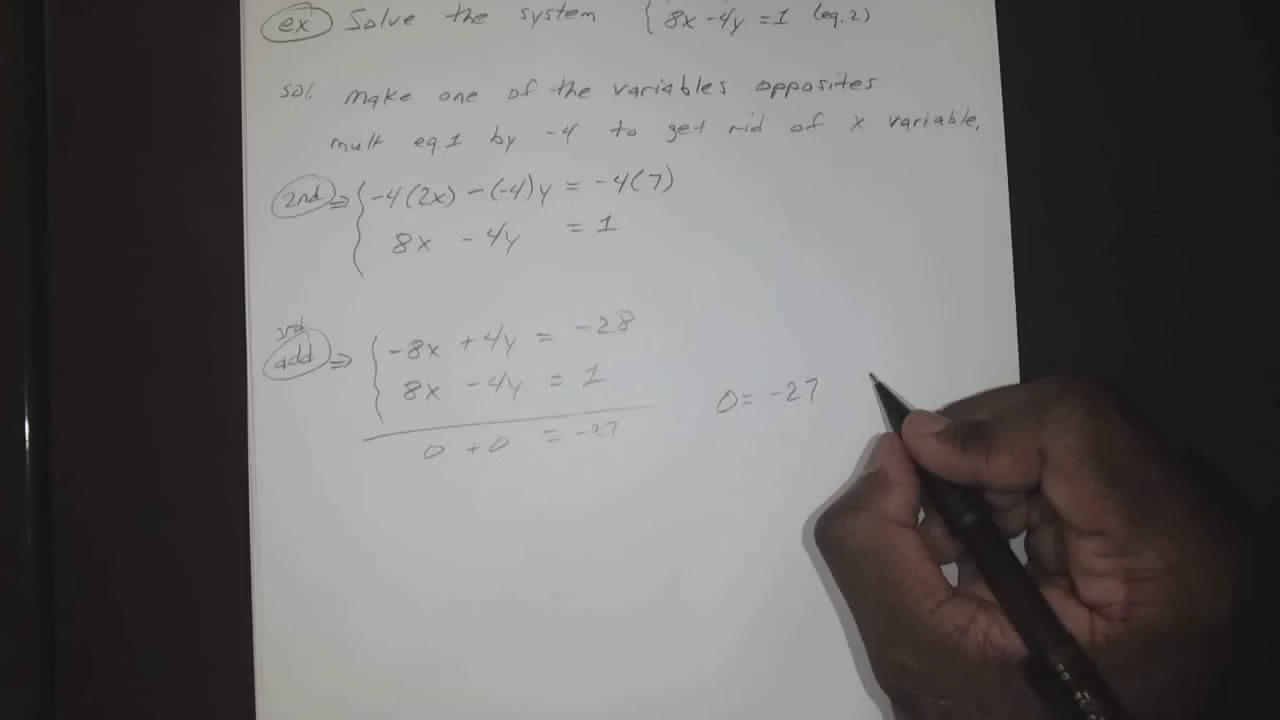 ex Solve the system { 8x - 4y = 1 (eq. 2)
sol. Make one of the variables opposites
mult eq.1 by -4 to get rid of x variable.
2nd ⇒ { -4(2x) - (-4)y = -4(7)
8x - 4y = 1
3rd
add ⇒ { -8x + 4y = -28
8x - 4y = 1
0 + 0 = -27
0 = -27